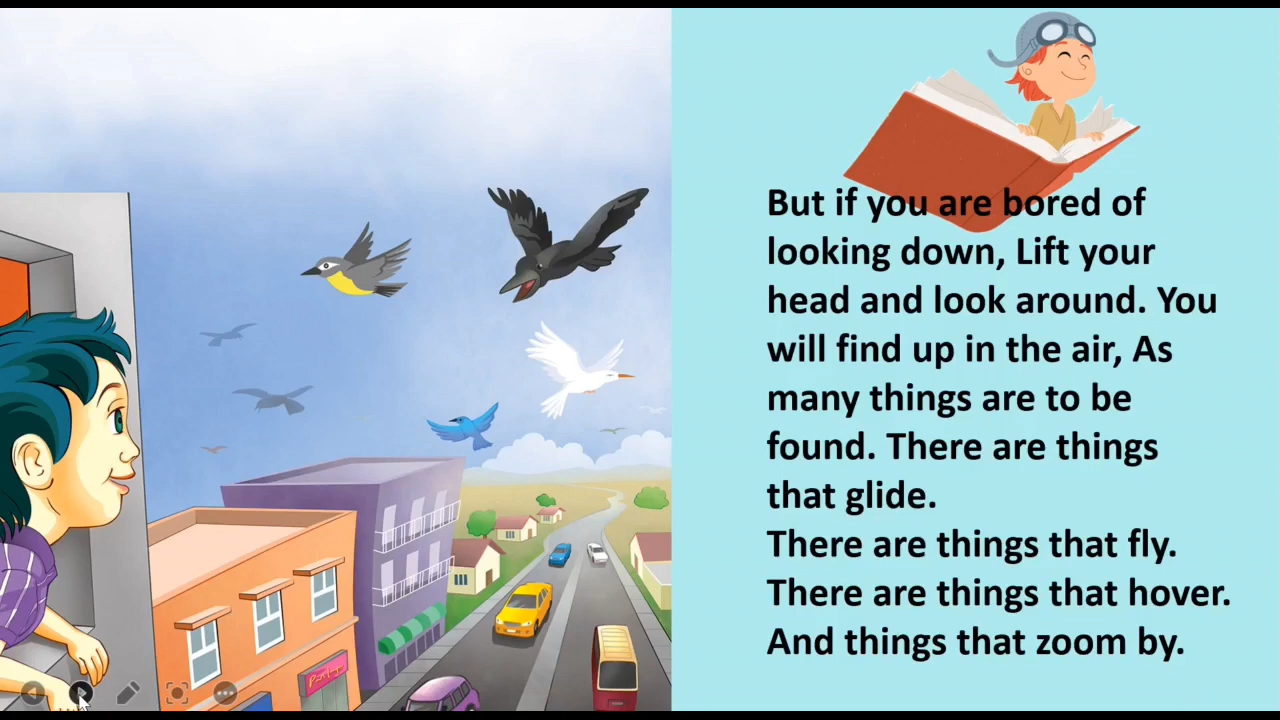 But if you are bored of
looking down, Lift your
head and look around. You
will find up in the air, As
many things are to be
found. There are things
that glide.
There are things that fly.
There are things that hover.
And things that zoom by.